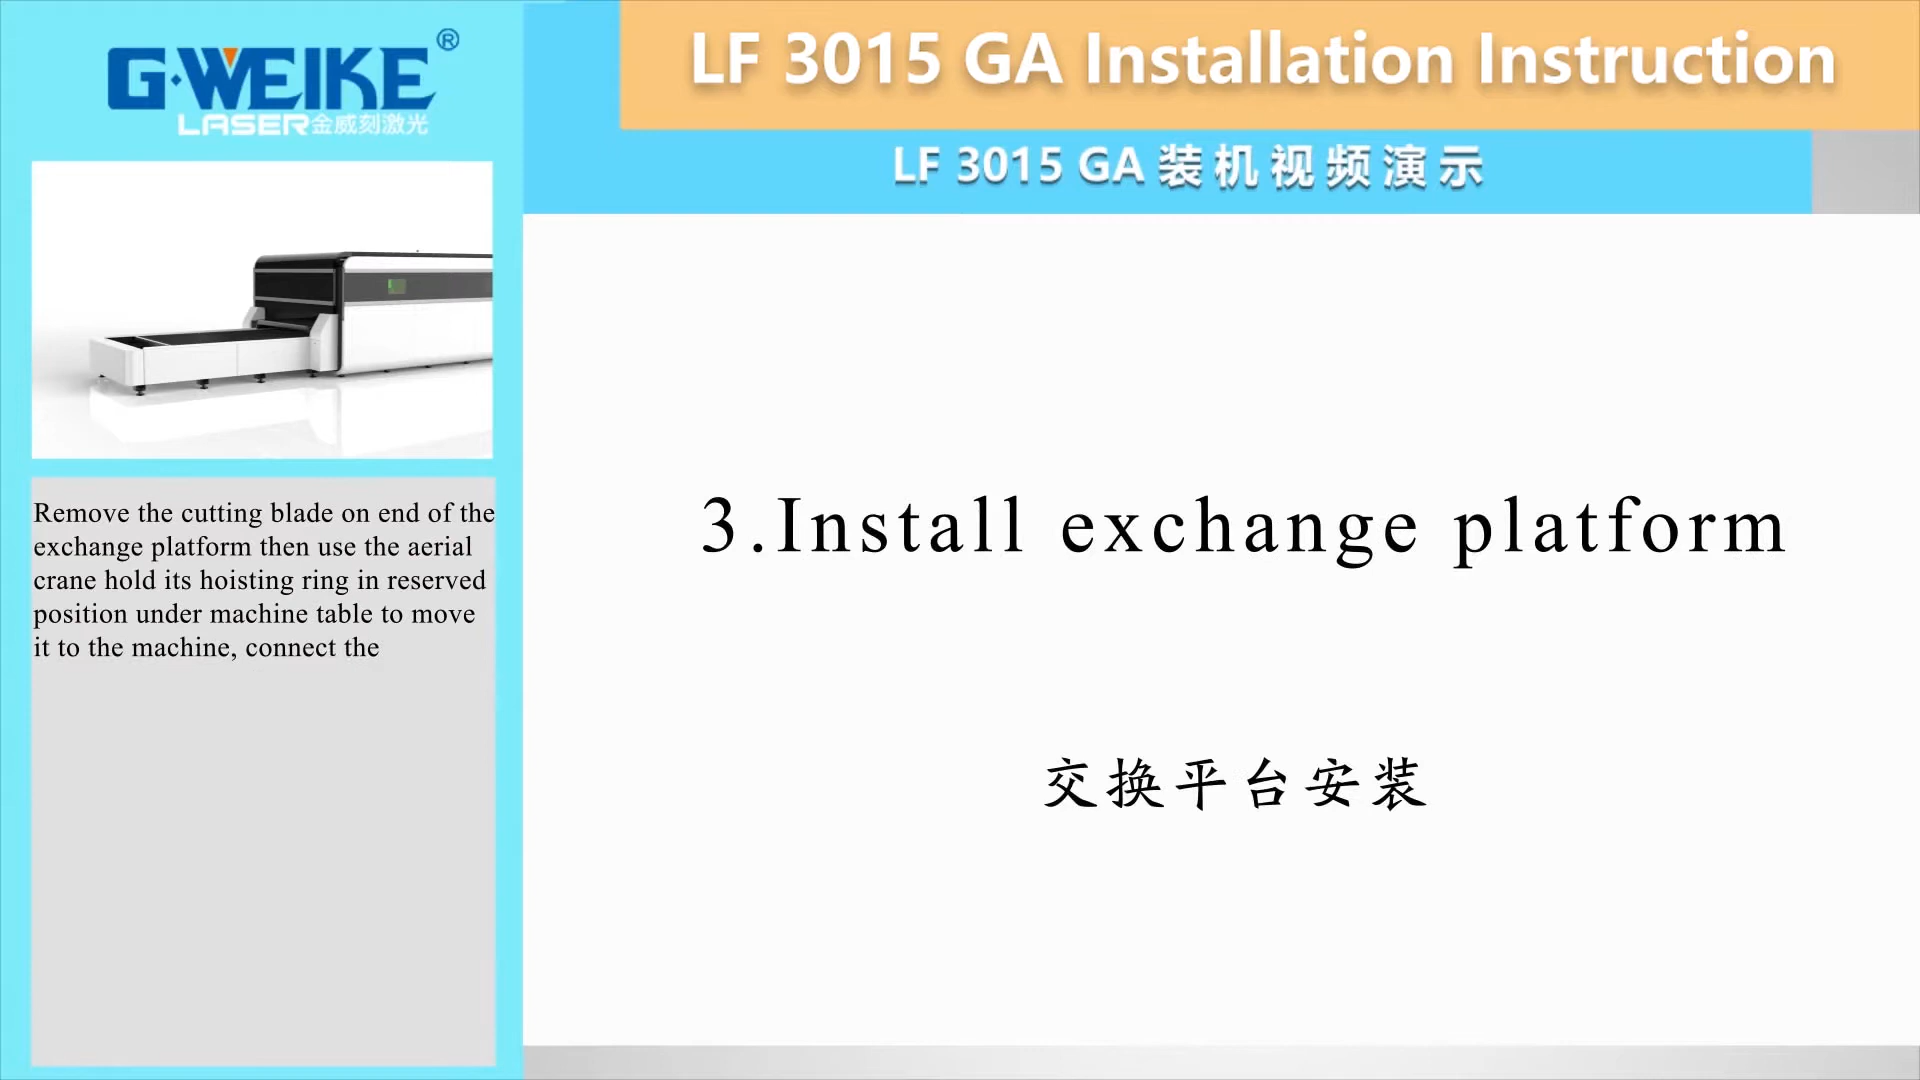 G·WEIKE®
LASER金威刻激光
LF 3015 GA Installation Instruction
LF 3015 GA 装机视频演示
Remove the cutting blade on end of the
exchange platform then use the aerial
crane hold its hoisting ring in reserved
position under machine table to move
it to the machine, connect the
3.Install exchange platform
交换平台安装